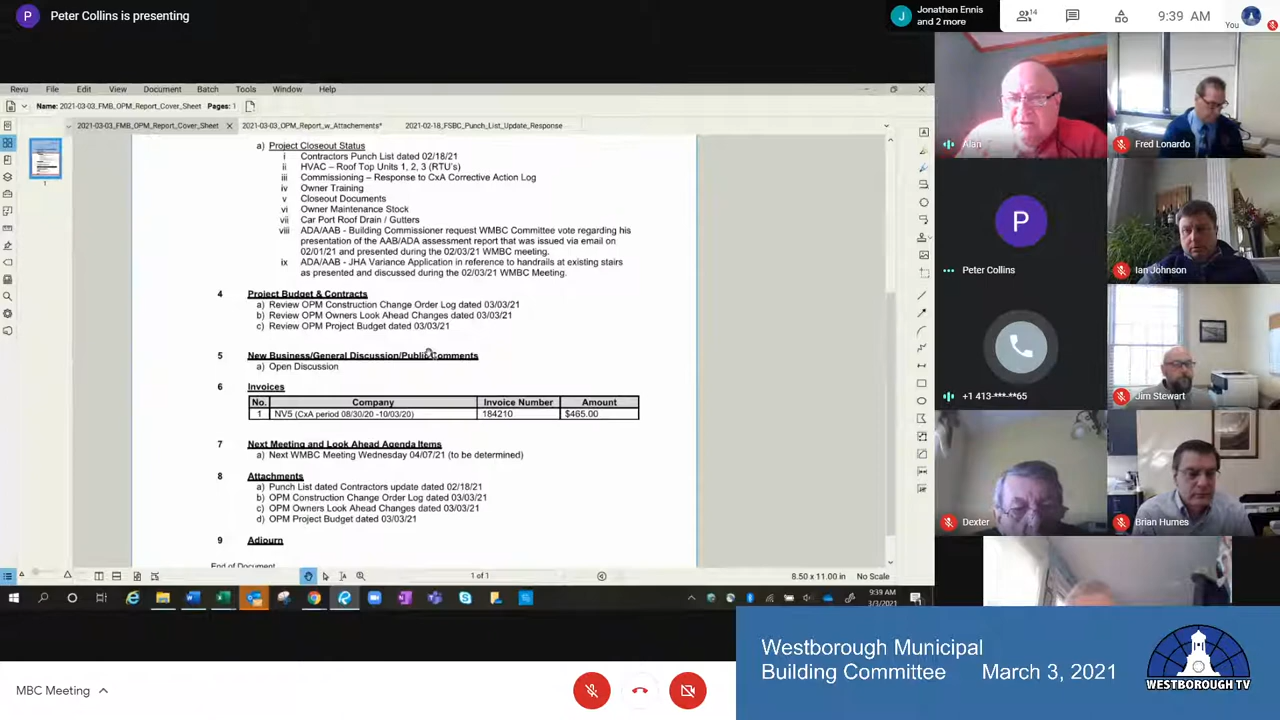 Peter Collins is presenting
Jonathan Ennis
and 2 more
14
9:39 AM
You
Revu File Edit View Document Batch Tools Window Help
Name: 2021-03-03_FMB_OPM_Report_Cover_Sheet Pages: 1
2021-03-03_FMB_OPM_Report_Cover_Sheet
2021-03-03_OPM_Report_w_Attachements*
2021-02-18_FSBC_Punch_List_Update_Response
a) Project Closeout Status
i Contractors Punch List dated 02/18/21
ii HVAC – Roof Top Units 1, 2, 3 (RTU's)
iii Commissioning – Response to CxA Corrective Action Log
iv Owner Training
v Closeout Documents
vi Owner Maintenance Stock
vii Car Port Roof Drain / Gutters
viii ADA/AAB - Building Commissioner request WMBC Committee vote regarding his
presentation of the AAB/ADA assessment report that was issued via email on
02/01/21 and presented during the 02/03/21 WMBC meeting.
ix ADA/AAB - JHA Variance Application in reference to handrails at existing stairs
as presented and discussed during the 02/03/21 WMBC Meeting.
4 Project Budget & Contracts
a) Review OPM Construction Change Order Log dated 03/03/21
b) Review OPM Owners Look Ahead Changes dated 03/03/21
c) Review OPM Project Budget dated 03/03/21
5 New Business/General Discussion/Public Comments
a) Open Discussion
6 Invoices
No. Company Invoice Number Amount
1 NV5 (CxA period 08/30/20 -10/03/20) 184210 $465.00
7 Next Meeting and Look Ahead Agenda Items
a) Next WMBC Meeting Wednesday 04/07/21 (to be determined)
8 Attachments
a) Punch List dated Contractors update dated 02/18/21
b) OPM Construction Change Order Log dated 03/03/21
c) OPM Owners Look Ahead Changes dated 03/03/21
d) OPM Project Budget dated 03/03/21
9 Adjourn
End of Document
1
1 of 1
8.50 x 11.00 in No Scale
9:39 AM
3/3/2021
Alan
Fred Lonardo
P
Peter Collins
Ian Johnson
+1 413-***-**65
Jim Stewart
Dexter
Brian Humes
J
P
MBC Meeting
Westborough Municipal
Building Committee March 3, 2021
WESTBOROUGH TV